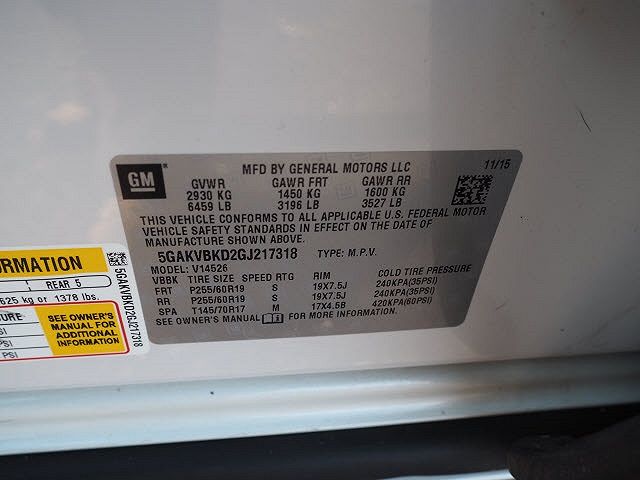 GM
MFD BY GENERAL MOTORS LLC 11/15
GVWR GAWR FRT GAWR RR
2930 KG 1450 KG 1600 KG
6459 LB 3196 LB 3527 LB
THIS VEHICLE CONFORMS TO ALL APPLICABLE U.S. FEDERAL MOTOR
VEHICLE SAFETY STANDARDS IN EFFECT ON THE DATE OF
MANUFACTURE SHOWN ABOVE.
5GAKVBKD2GJ217318 TYPE: M.P.V.
MODEL: V14526
VBBK TIRE SIZE SPEED RTG RIM COLD TIRE PRESSURE
FRT P255/60R19 S 19X7.5J 240KPA(35PSI)
RR P255/60R19 S 19X7.5J 240KPA(35PSI)
SPA T145/70R17 M 17X4.5B 420KPA(60PSI)
SEE OWNER'S MANUAL FOR MORE INFORMATION
ORMATION
1 REAR 5
625 kg or 1378 lbs.
SURE
PSI
PSI
PSI
SEE OWNER'S
MANUAL FOR
ADDITIONAL
INFORMATION
5GAKVBKD2GJ217318